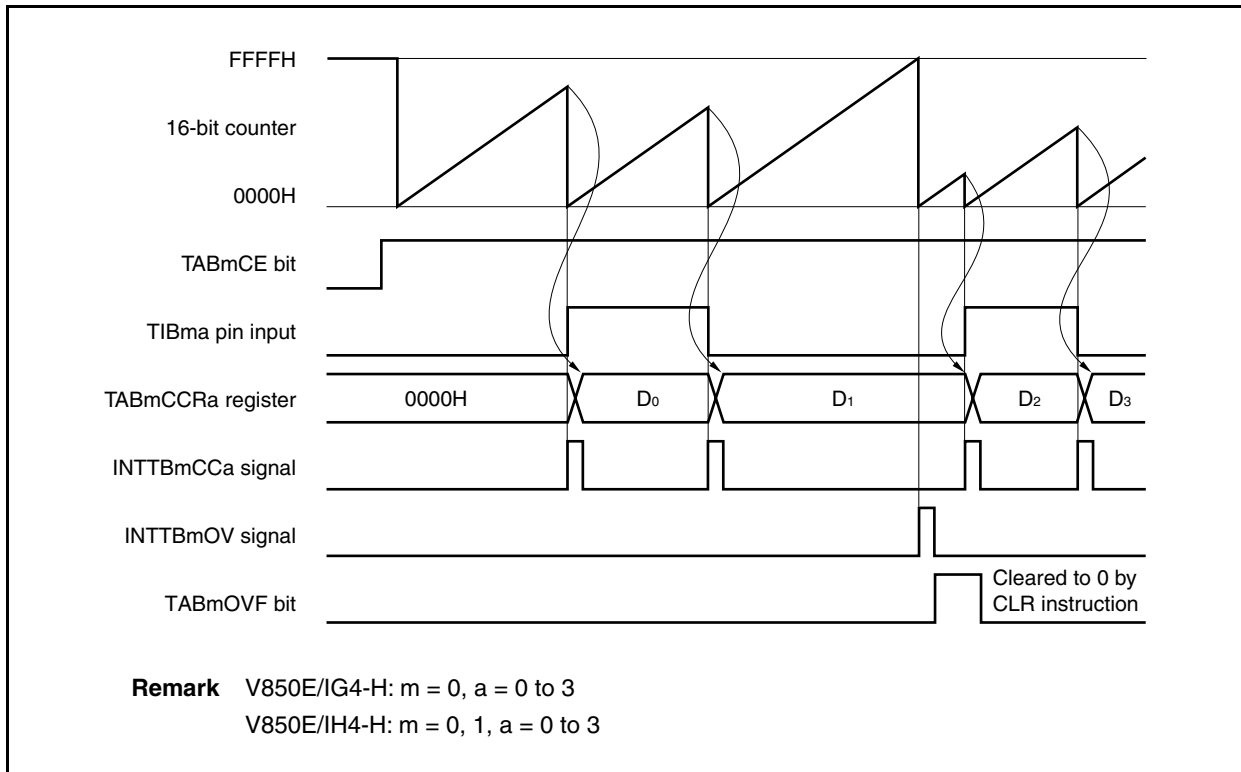 FFFFH
16-bit counter
0000H
TABmCE bit
TIBma pin input
TABmCCRa register 0000H D0 D1 D2 D3
INTTBmCCa signal
INTTBmOV signal
TABmOVF bit
Cleared to 0 by
CLR instruction
Remark V850E/IG4-H: m = 0, a = 0 to 3
V850E/IH4-H: m = 0, 1, a = 0 to 3